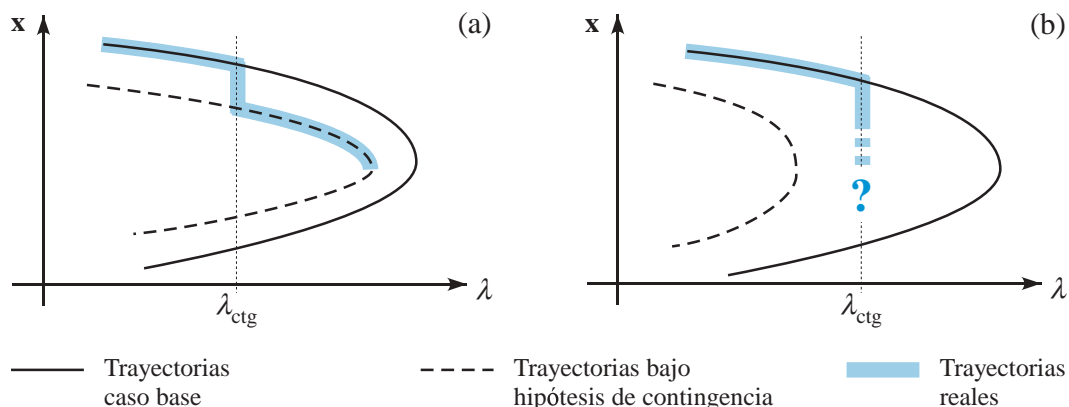 x
(a)
λ
λctg
x
(b)
?
λ
λctg
Trayectorias
caso base
Trayectorias bajo
hipótesis de contingencia
Trayectorias
reales